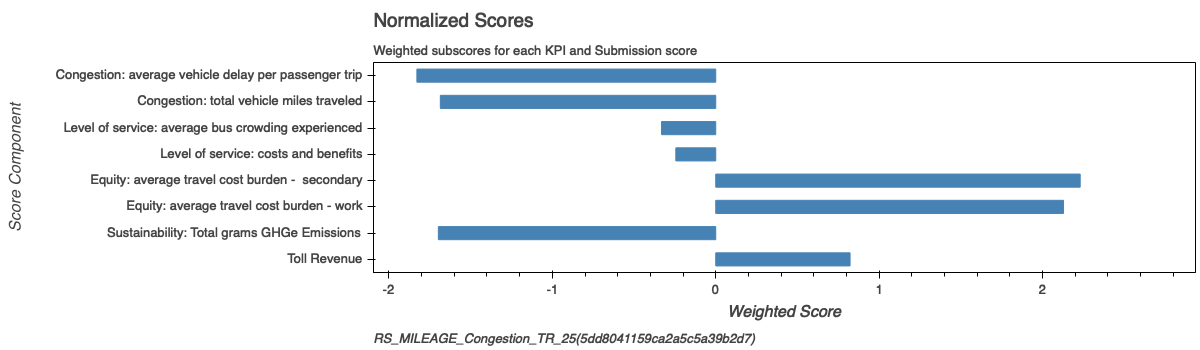 Normalized Scores
Weighted subscores for each KPI and Submission score
Score Component
Congestion: average vehicle delay per passenger trip
Congestion: total vehicle miles traveled
Level of service: average bus crowding experienced
Level of service: costs and benefits
Equity: average travel cost burden -  secondary
Equity: average travel cost burden - work
Sustainability: Total grams GHGe Emissions
Toll Revenue
-2 -1 0 1 2
Weighted Score
RS_MILEAGE_Congestion_TR_25(5dd8041159ca2a5c5a39b2d7)